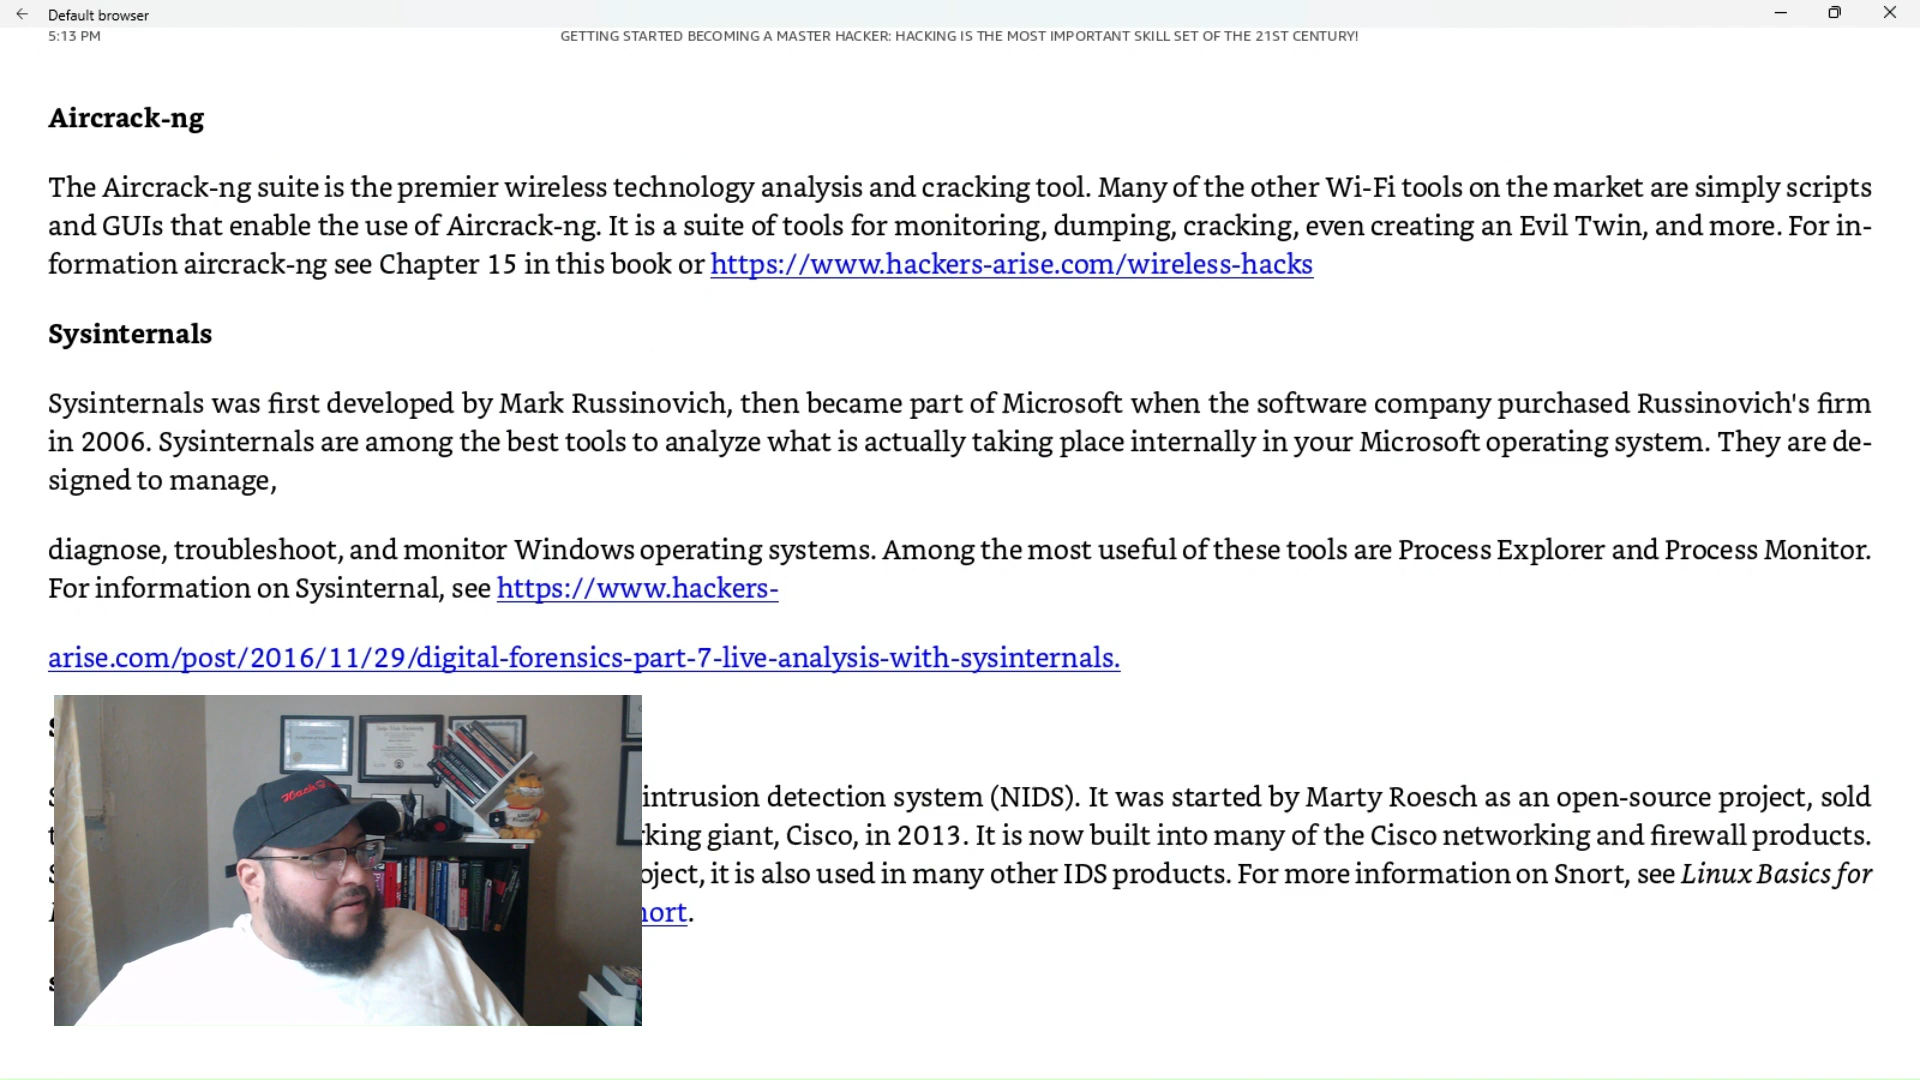 Default browser
5:13 PM
GETTING STARTED BECOMING A MASTER HACKER: HACKING IS THE MOST IMPORTANT SKILL SET OF THE 21ST CENTURY!
Aircrack-ng
The Aircrack-ng suite is the premier wireless technology analysis and cracking tool. Many of the other Wi-Fi tools on the market are simply scripts
and GUIs that enable the use of Aircrack-ng. It is a suite of tools for monitoring, dumping, cracking, even creating an Evil Twin, and more. For in-
formation aircrack-ng see Chapter 15 in this book or https://www.hackers-arise.com/wireless-hacks
Sysinternals
Sysinternals was first developed by Mark Russinovich, then became part of Microsoft when the software company purchased Russinovich's firm
in 2006. Sysinternals are among the best tools to analyze what is actually taking place internally in your Microsoft operating system. They are de-
signed to manage,
diagnose, troubleshoot, and monitor Windows operating systems. Among the most useful of these tools are Process Explorer and Process Monitor.
For information on Sysinternal, see https://www.hackers-
arise.com/post/2016/11/29/digital-forensics-part-7-live-analysis-with-sysinternals.
intrusion detection system (NIDS). It was started by Marty Roesch as an open-source project, sold
giant, Cisco, in 2013. It is now built into many of the Cisco networking and firewall products.
it is also used in many other IDS products. For more information on Snort, see Linux Basics for